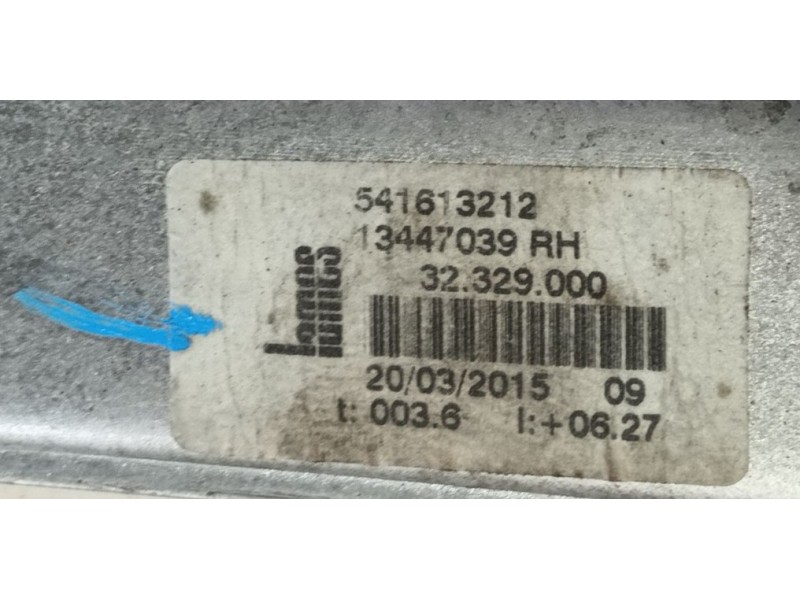 541613212
13447039 RH
lames
32.329.000
20/03/2015 09
t: 003.6 l:+06.27